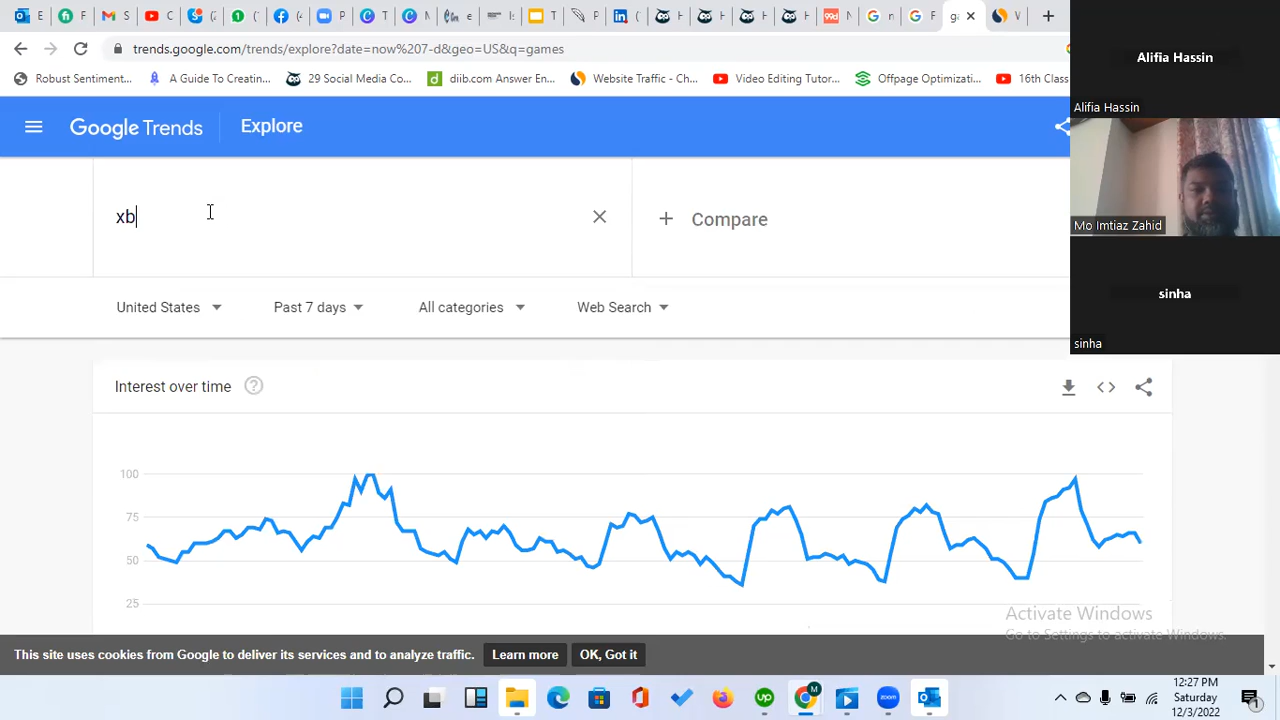 trends.google.com/trends/explore?date=now%207-d&geo=US&q=games
Robust Sentiment...
A Guide To Creatin...
29 Social Media Co...
diib.com Answer En...
Website Traffic - Ch...
Video Editing Tutor...
Offpage Optimizati...
16th Class
Google Trends
Explore
xb
+ Compare
United States
Past 7 days
All categories
Web Search
Interest over time
100
75
50
25
Activate Windows
Go to Settings to activate Windows.
This site uses cookies from Google to deliver its services and to analyze traffic.
Learn more
OK, Got it
Alifia Hassin
Alifia Hassin
Mo Imtiaz Zahid
sinha
sinha
12:27 PM
Saturday
12/3/2022